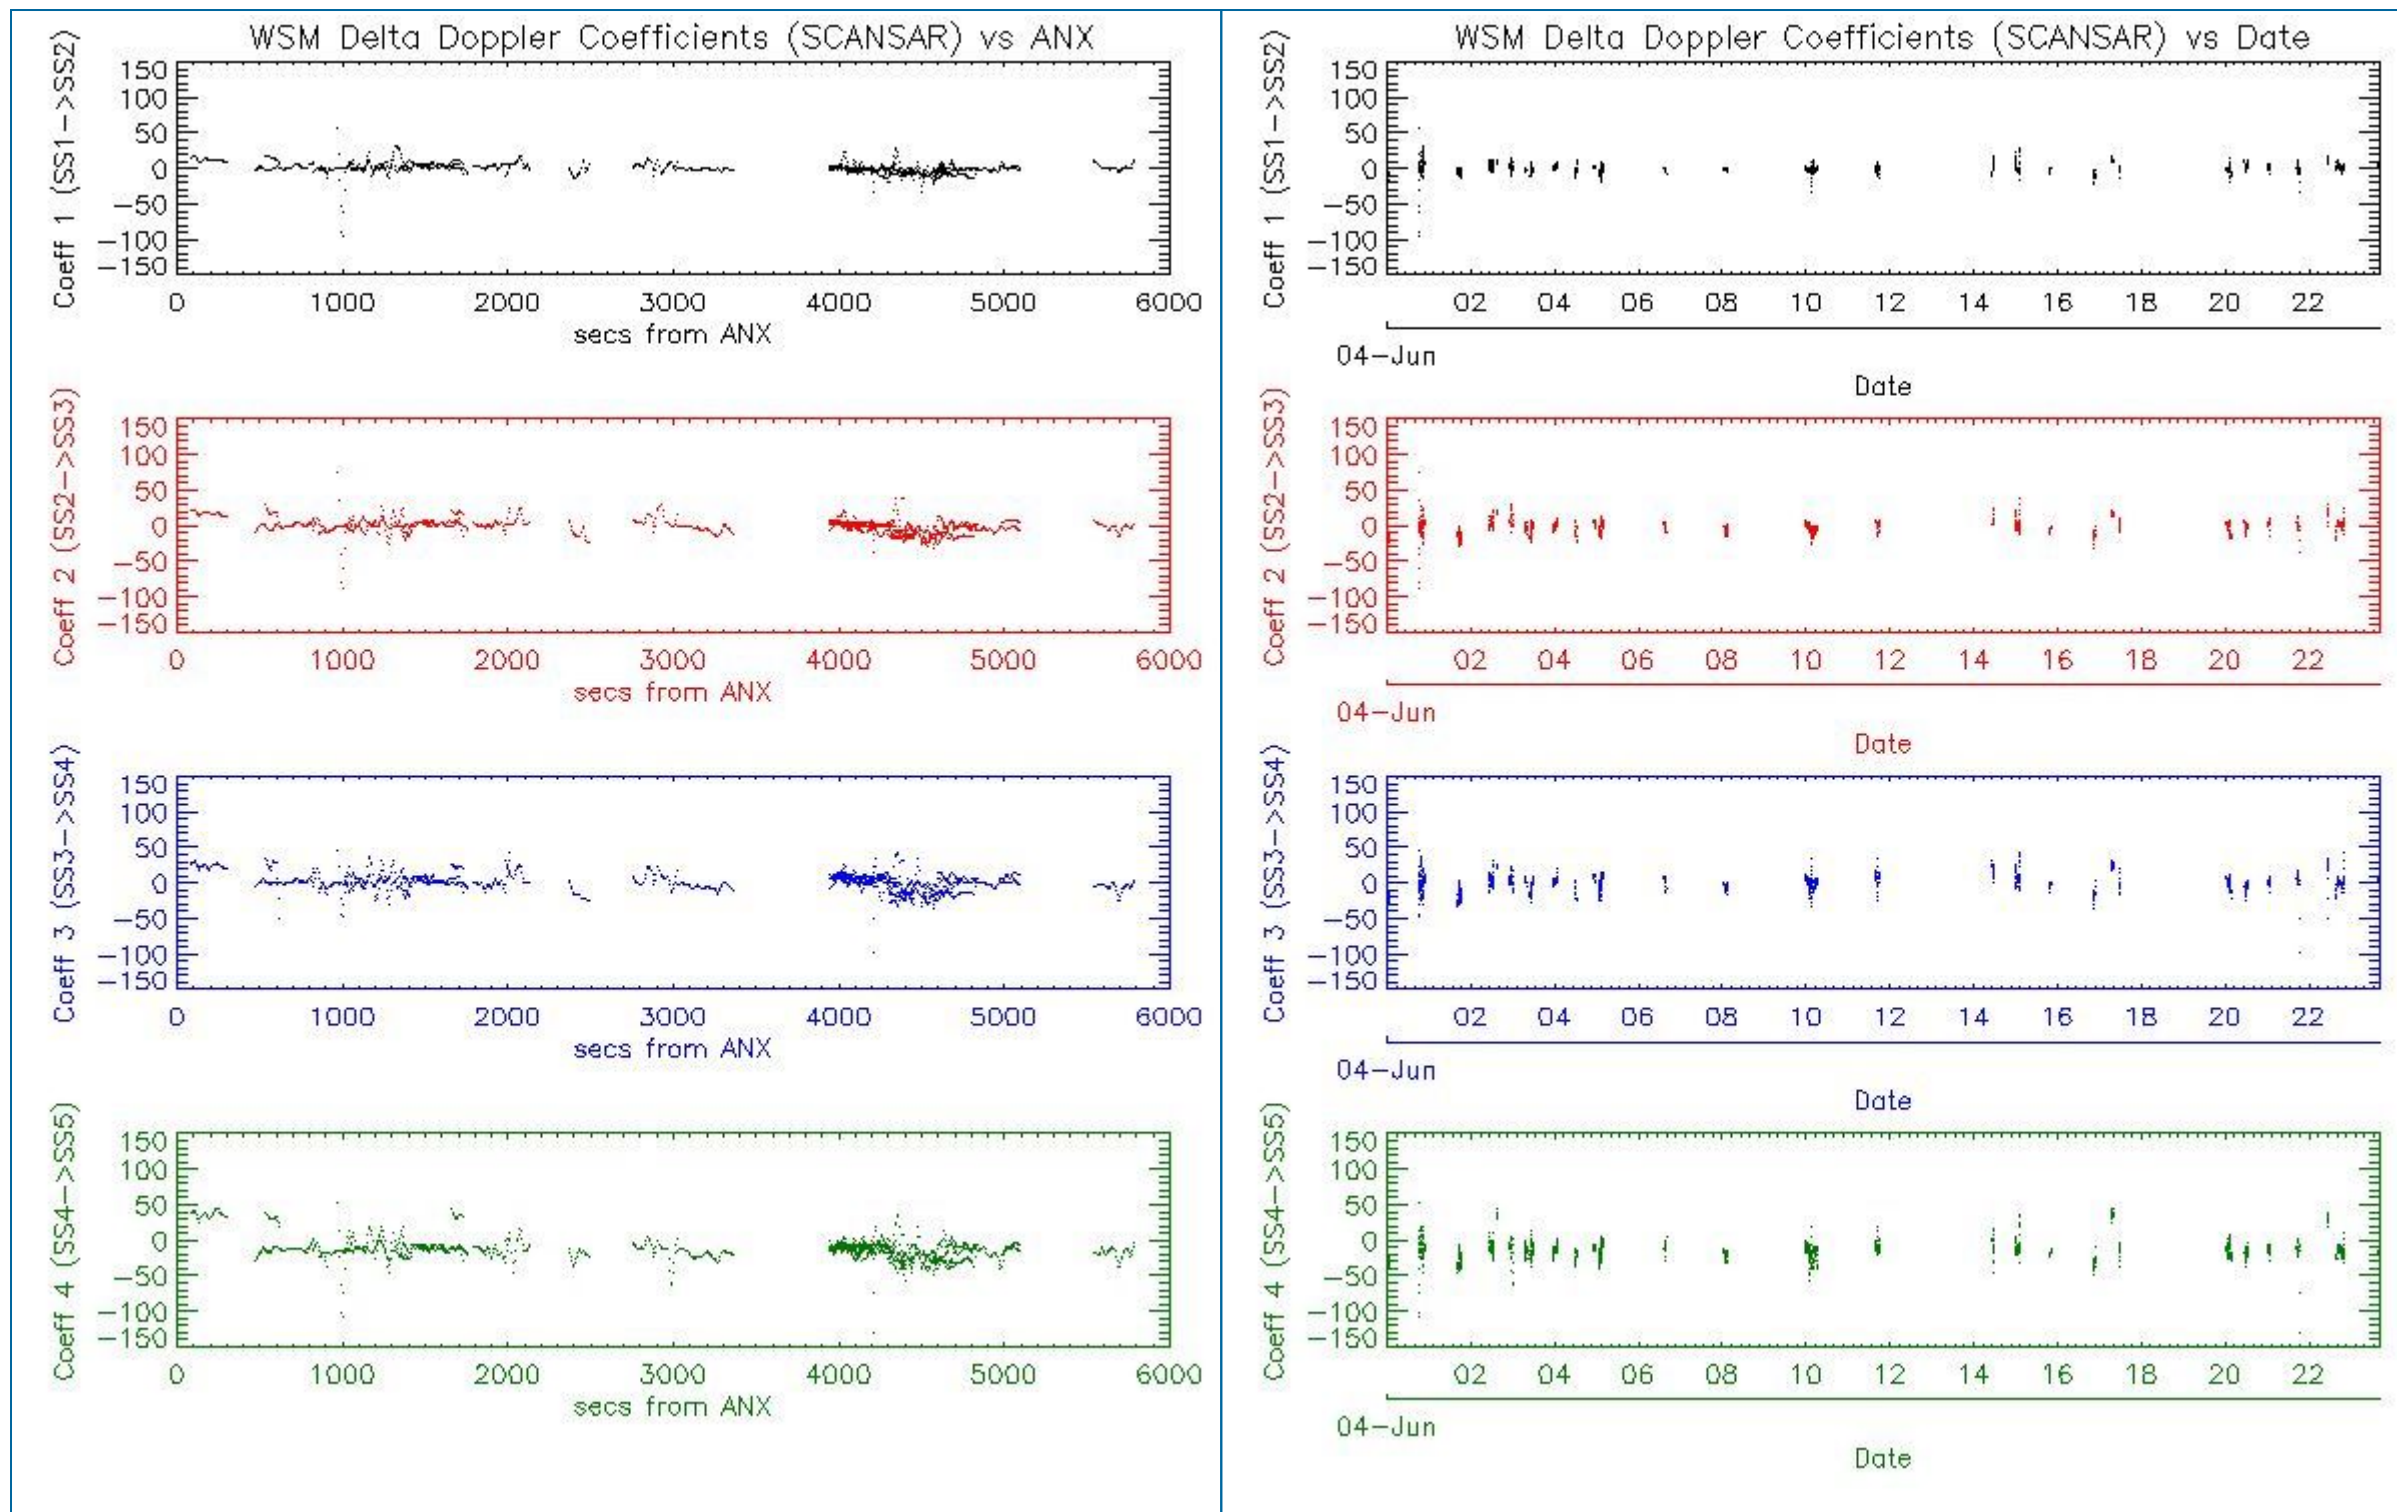 WSM Delta Doppler Coefficients (SCANSAR) vs ANX
Coeff 1 (SS1->SS2)
150
100
50
0
-50
-100
-150
0 1000 2000 3000 4000 5000 6000
secs from ANX
Coeff 2 (SS2->SS3)
150
100
50
0
-50
-100
-150
0 1000 2000 3000 4000 5000 6000
secs from ANX
Coeff 3 (SS3->SS4)
150
100
50
0
-50
-100
-150
0 1000 2000 3000 4000 5000 6000
secs from ANX
Coeff 4 (SS4->SS5)
150
100
50
0
-50
-100
-150
0 1000 2000 3000 4000 5000 6000
secs from ANX
WSM Delta Doppler Coefficients (SCANSAR) vs Date
Coeff 1 (SS1->SS2)
150
100
50
0
-50
-100
-150
02 04 06 08 10 12 14 16 18 20 22
04-Jun
Date
Coeff 2 (SS2->SS3)
150
100
50
0
-50
-100
-150
02 04 06 08 10 12 14 16 18 20 22
04-Jun
Date
Coeff 3 (SS3->SS4)
150
100
50
0
-50
-100
-150
02 04 06 08 10 12 14 16 18 20 22
04-Jun
Date
Coeff 4 (SS4->SS5)
150
100
50
0
-50
-100
-150
02 04 06 08 10 12 14 16 18 20 22
04-Jun
Date